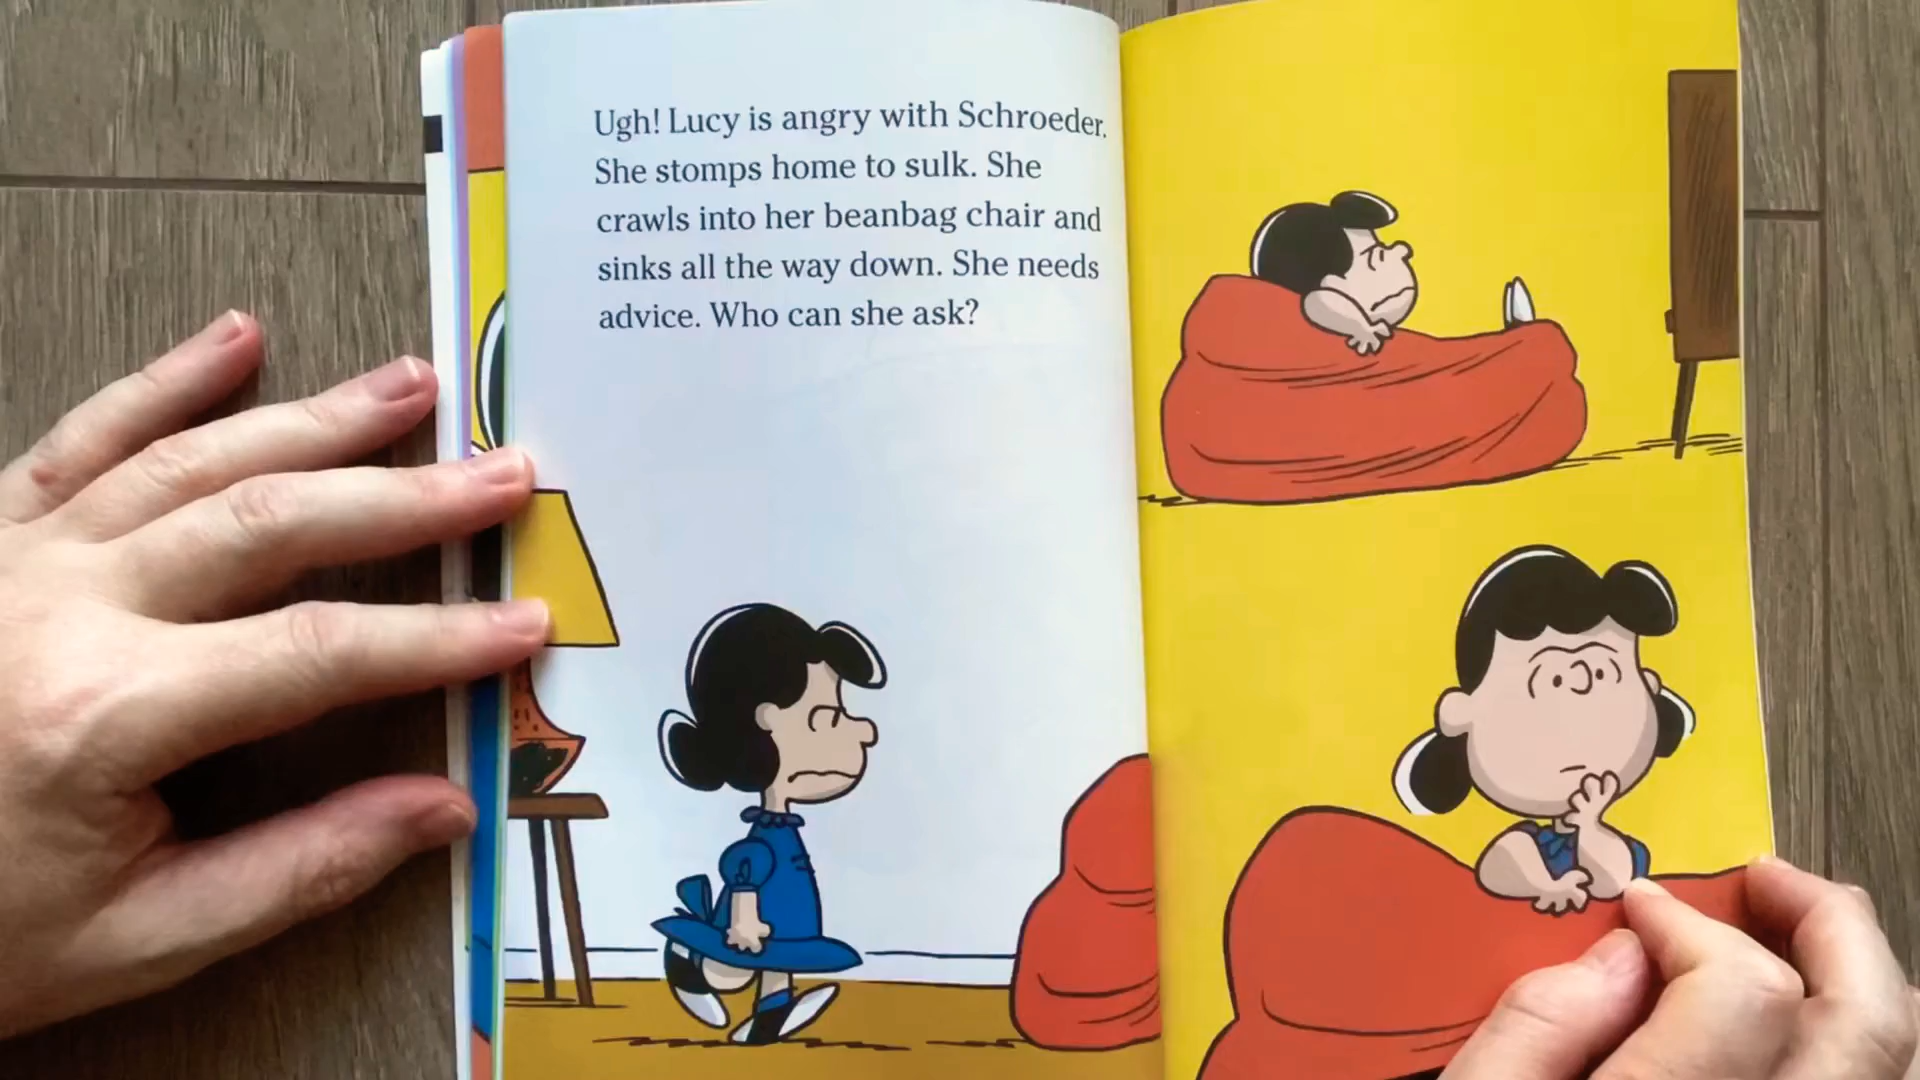 Ugh! Lucy is angry with Schroeder.
She stomps home to sulk. She
crawls into her beanbag chair and
sinks all the way down. She needs
advice. Who can she ask?